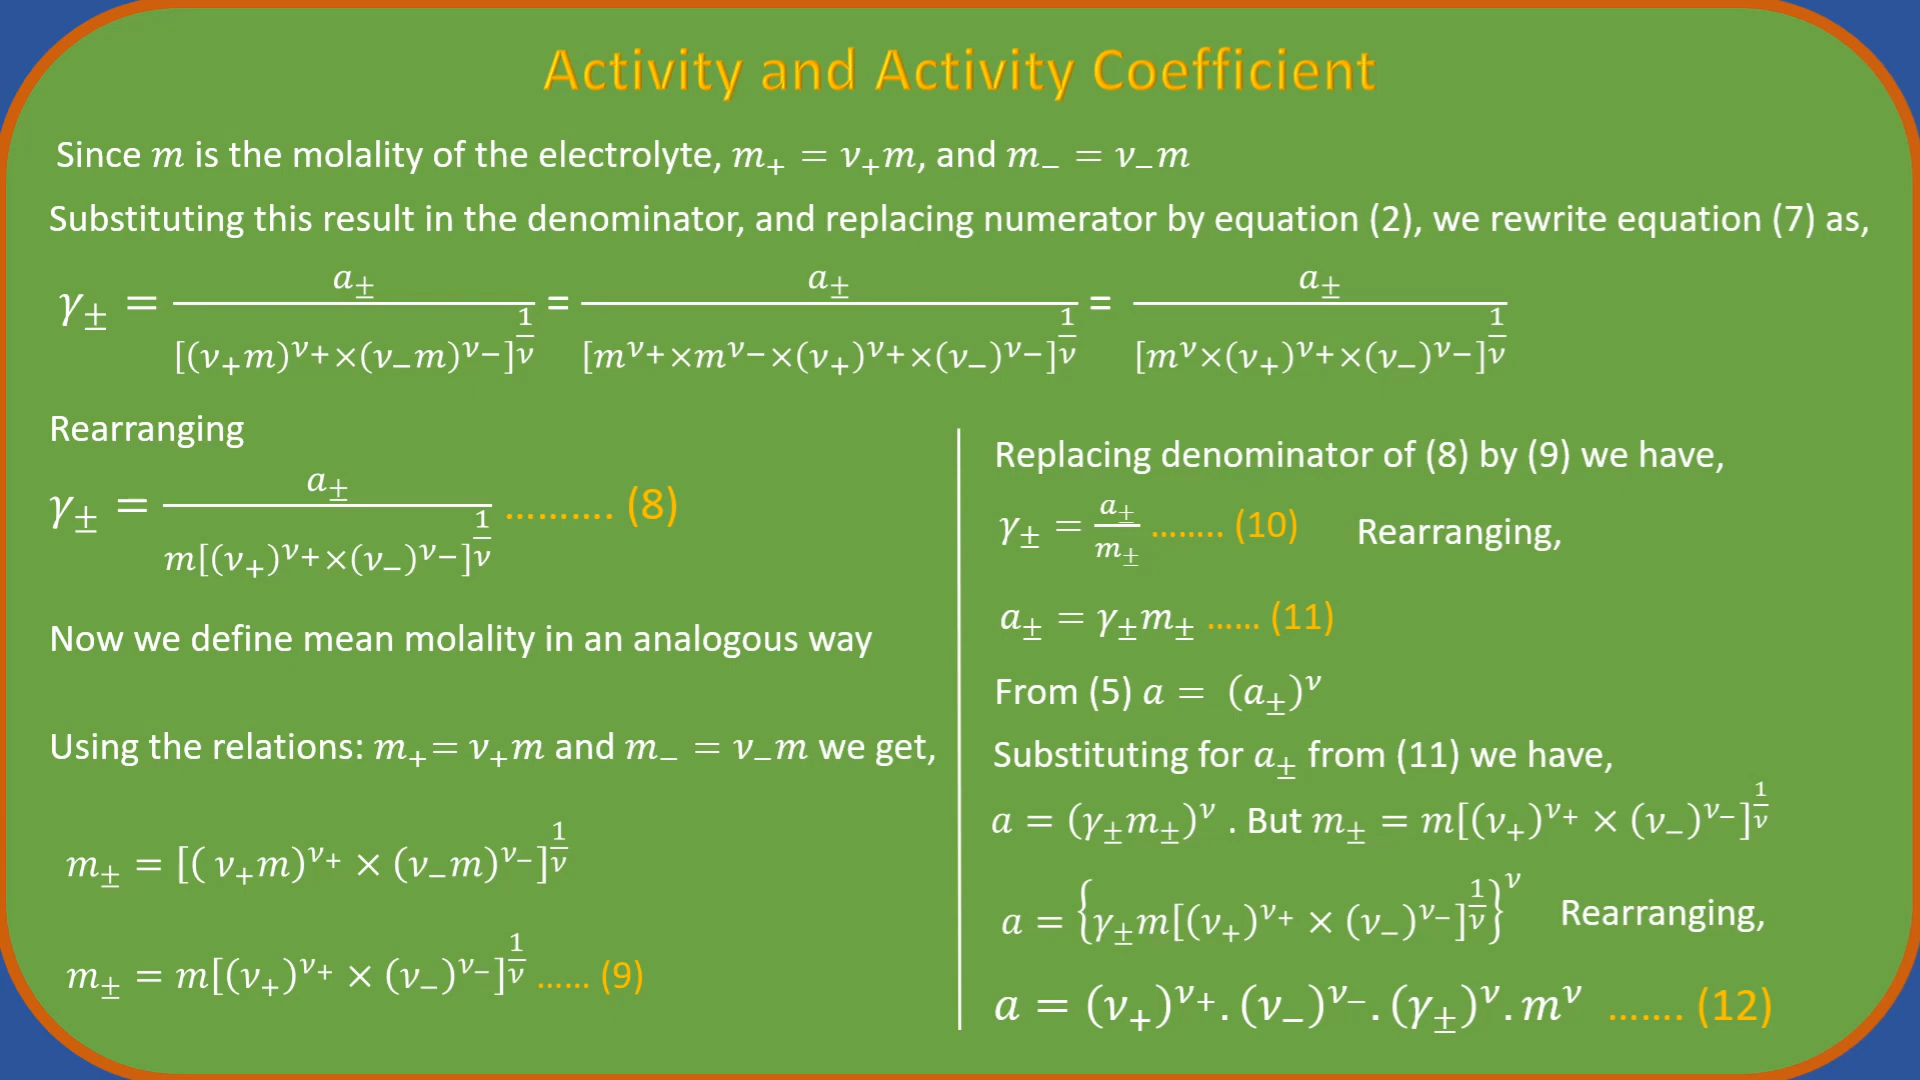 Activity and Activity Coefficient
Since m is the molality of the electrolyte, m₊ = ν₊m, and m₋ = ν₋m
Substituting this result in the denominator, and replacing numerator by equation (2), we rewrite equation (7) as,
γ± = a± / [(ν₊m)^ν₊ × (ν₋m)^ν₋]^(1/ν) = a± / [m^ν₊ × m^ν₋ × (ν₊)^ν₊ × (ν₋)^ν₋]^(1/ν) = a± / [m^ν × (ν₊)^ν₊ × (ν₋)^ν₋]^(1/ν)
Rearranging
γ± = a± / m[(ν₊)^ν₊ × (ν₋)^ν₋]^(1/ν) .......... (8)
Now we define mean molality in an analogous way
Using the relations: m₊= ν₊m and m₋ = ν₋m we get,
m± = [( ν₊m)^ν₊ × (ν₋m)^ν₋]^(1/ν)
m± = m[(ν₊)^ν₊ × (ν₋)^ν₋]^(1/ν) ...... (9)
Replacing denominator of (8) by (9) we have,
γ± = a± / m± ........ (10) Rearranging,
a± = γ±m± ...... (11)
From (5) a = (a±)^ν
Substituting for a± from (11) we have,
a = (γ±m±)^ν . But m± = m[(ν₊)^ν₊ × (ν₋)^ν₋]^(1/ν)
a = {γ±m[(ν₊)^ν₊ × (ν₋)^ν₋]^(1/ν)}^ν Rearranging,
a = (ν₊)^ν₊ . (ν₋)^ν₋ . (γ±)^ν . m^ν ....... (12)